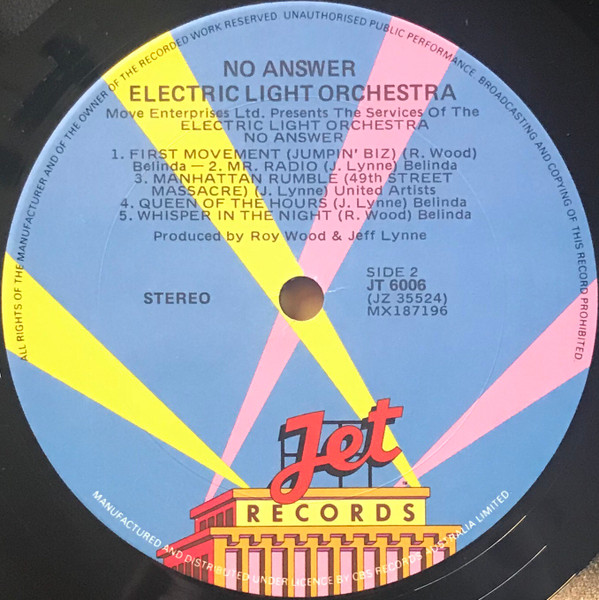 ALL RIGHTS OF THE MANUFACTURER AND OF THE OWNER OF THE RECORDED WORK RESERVED. UNAUTHORISED PUBLIC PERFORMANCE, BROADCASTING AND COPYING OF THIS RECORD PROHIBITED
NO ANSWER
ELECTRIC LIGHT ORCHESTRA
Move Enterprises Ltd. Presents The Services Of The
ELECTRIC LIGHT ORCHESTRA
NO ANSWER
1. FIRST MOVEMENT (JUMPIN' BIZ) (R. Wood)
Belinda — 2. MR. RADIO (J. Lynne) Belinda
3. MANHATTAN RUMBLE (49th STREET
MASSACRE) (J. Lynne) United Artists
4. QUEEN OF THE HOURS (J. Lynne) Belinda
5. WHISPER IN THE NIGHT (R. Wood) Belinda
Produced by Roy Wood & Jeff Lynne
STEREO
SIDE 2
JT 6006
(JZ 35524)
MX187196
Jet
RECORDS
MANUFACTURED AND DISTRIBUTED UNDER LICENCE BY CBS RECORDS AUSTRALIA LIMITED